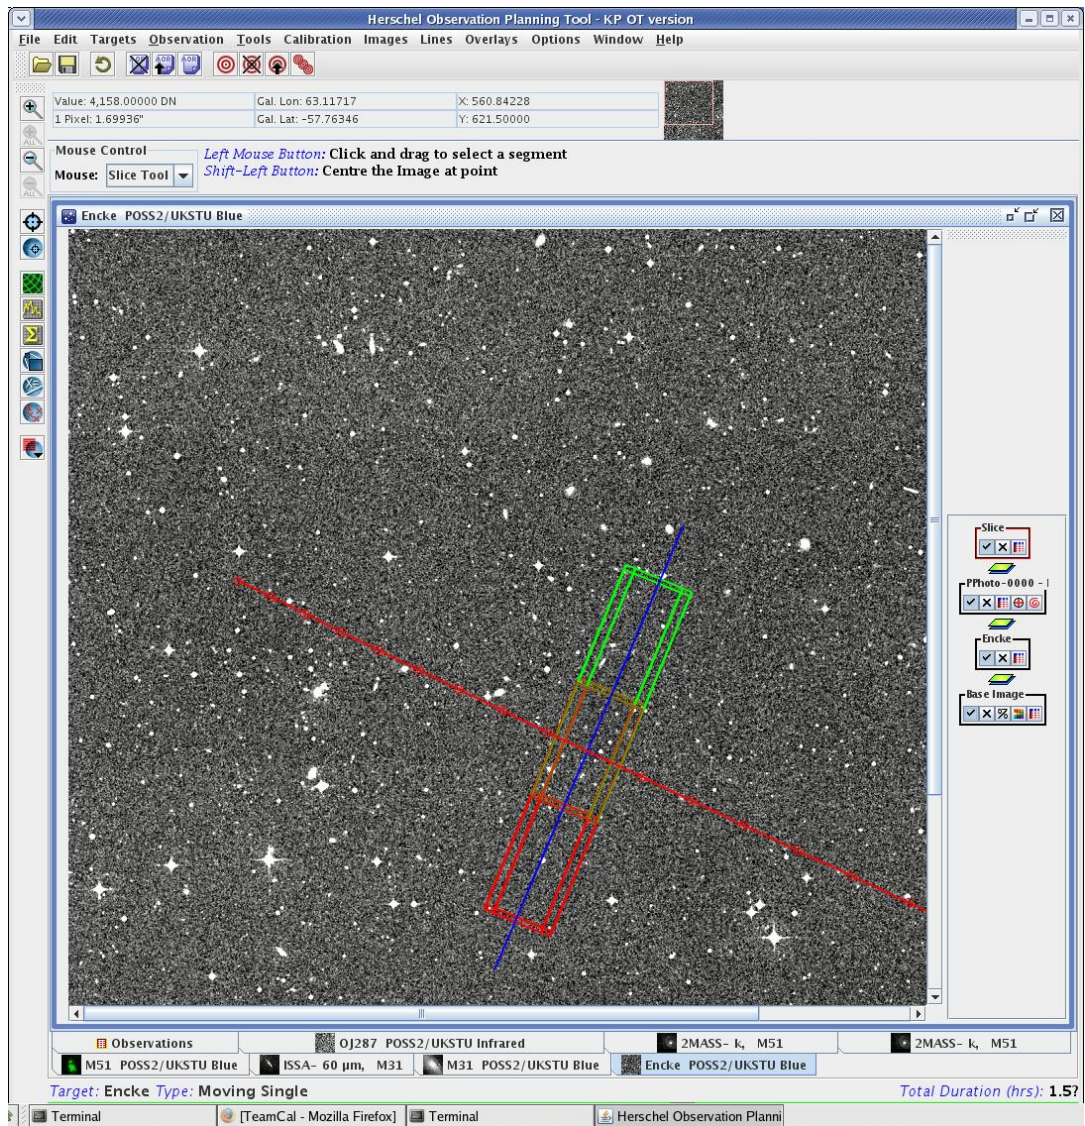 Herschel Observation Planning Tool - KP OT version
File Edit Targets Observation Tools Calibration Images Lines Overlays Options Window Help
Value: 4,158.00000 DN Gal. Lon: 63.11717 X: 560.84228
1 Pixel: 1.69936" Gal. Lat: -57.76346 Y: 621.50000
Mouse Control
Left Mouse Button: Click and drag to select a segment
Mouse: Slice Tool
Shift-Left Button: Centre the Image at point
Encke POSS2/UKSTU Blue
Slice
PPhoto-0000 -
Encke
Base Image
Observations OJ287 POSS2/UKSTU Infrared 2MASS- k, M51 2MASS- k, M51
M51 POSS2/UKSTU Blue ISSA- 60 µm, M31 M31 POSS2/UKSTU Blue Encke POSS2/UKSTU Blue
Target: Encke Type: Moving Single Total Duration (hrs): 1.5?
Terminal [TeamCal - Mozilla Firefox] Terminal Herschel Observation Planni